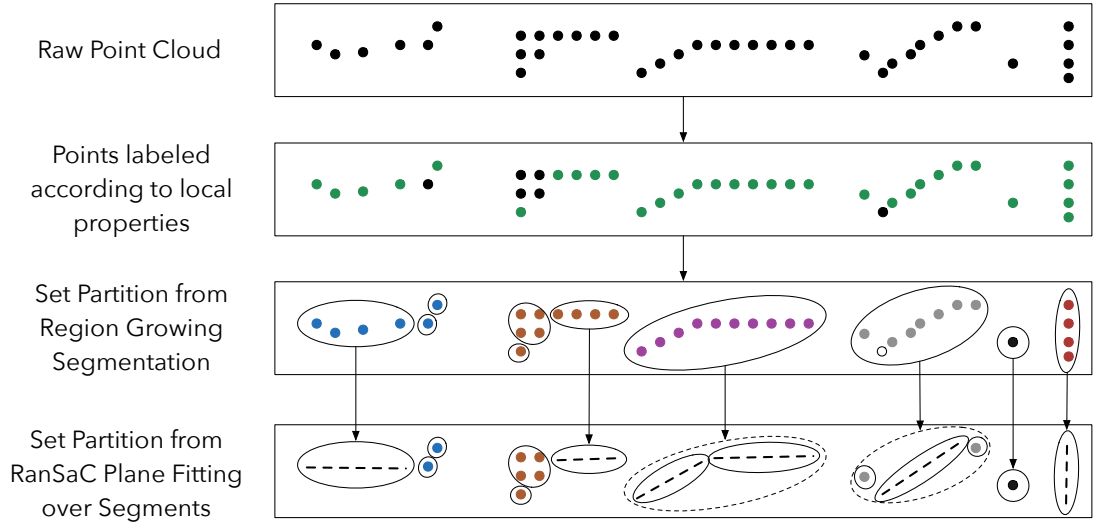 Raw Point Cloud
Points labeled
according to local
properties
Set Partition from
Region Growing
Segmentation
Set Partition from
RanSaC Plane Fitting
over Segments